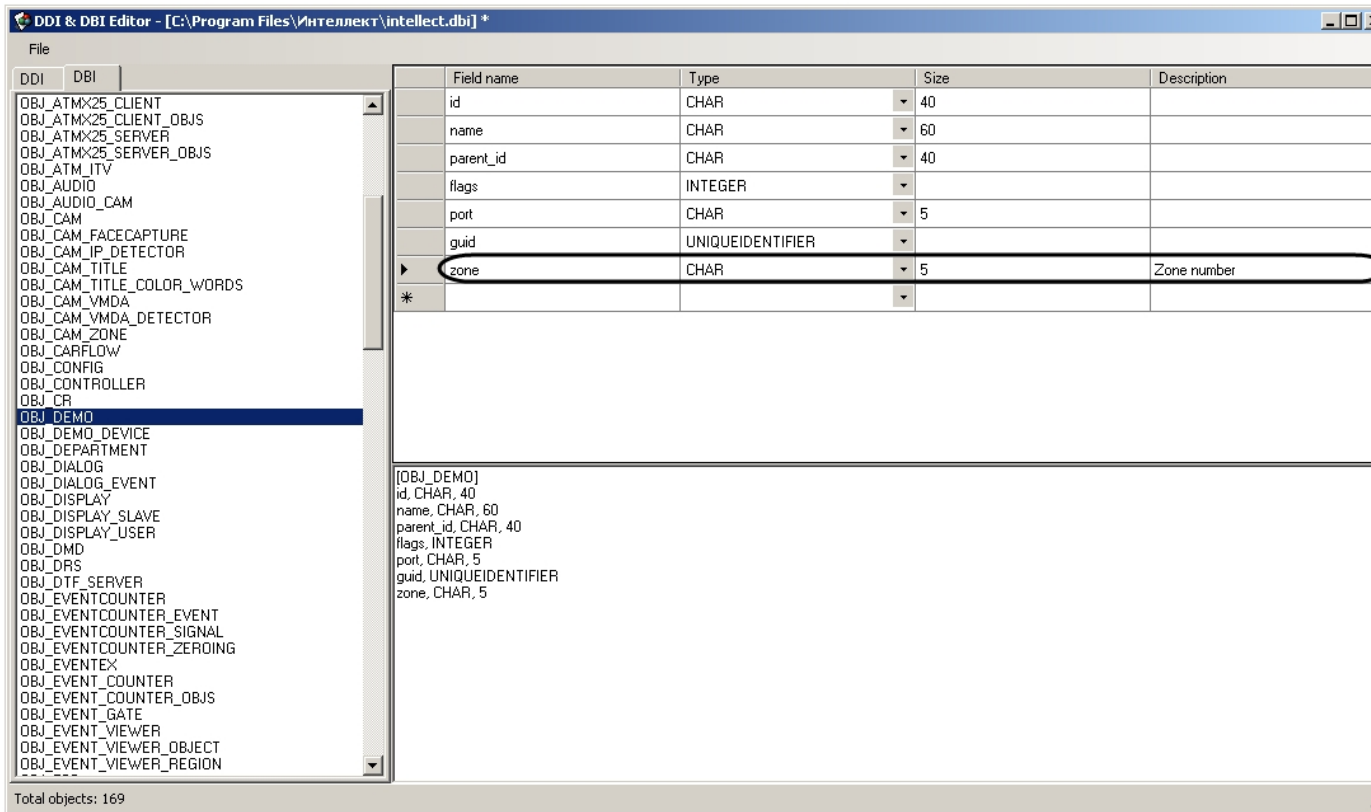 DDI & DBI Editor - [C:\Program Files\Интеллект\intellect.dbi] *
File
DDI DBI
OBJ_ATMX25_CLIENT
OBJ_ATMX25_CLIENT_OBJS
OBJ_ATMX25_SERVER
OBJ_ATMX25_SERVER_OBJS
OBJ_ATM_ITV
OBJ_AUDIO
OBJ_AUDIO_CAM
OBJ_CAM
OBJ_CAM_FACECAPTURE
OBJ_CAM_IP_DETECTOR
OBJ_CAM_TITLE
OBJ_CAM_TITLE_COLOR_WORDS
OBJ_CAM_VMDA
OBJ_CAM_VMDA_DETECTOR
OBJ_CAM_ZONE
OBJ_CARFLOW
OBJ_CONFIG
OBJ_CONTROLLER
OBJ_CR
OBJ_DEMO
OBJ_DEMO_DEVICE
OBJ_DEPARTMENT
OBJ_DIALOG
OBJ_DIALOG_EVENT
OBJ_DISPLAY
OBJ_DISPLAY_SLAVE
OBJ_DISPLAY_USER
OBJ_DMD
OBJ_DRS
OBJ_DTF_SERVER
OBJ_EVENTCOUNTER
OBJ_EVENTCOUNTER_EVENT
OBJ_EVENTCOUNTER_SIGNAL
OBJ_EVENTCOUNTER_ZEROING
OBJ_EVENTEX
OBJ_EVENT_COUNTER
OBJ_EVENT_COUNTER_OBJS
OBJ_EVENT_GATE
OBJ_EVENT_VIEWER
OBJ_EVENT_VIEWER_OBJECT
OBJ_EVENT_VIEWER_REGION
Field name Type Size Description
id CHAR 40
name CHAR 60
parent_id CHAR 40
flags INTEGER
port CHAR 5
guid UNIQUEIDENTIFIER
zone CHAR 5 Zone number
[OBJ_DEMO]
id, CHAR, 40
name, CHAR, 60
parent_id, CHAR, 40
flags, INTEGER
port, CHAR, 5
guid, UNIQUEIDENTIFIER
zone, CHAR, 5
Total objects: 169